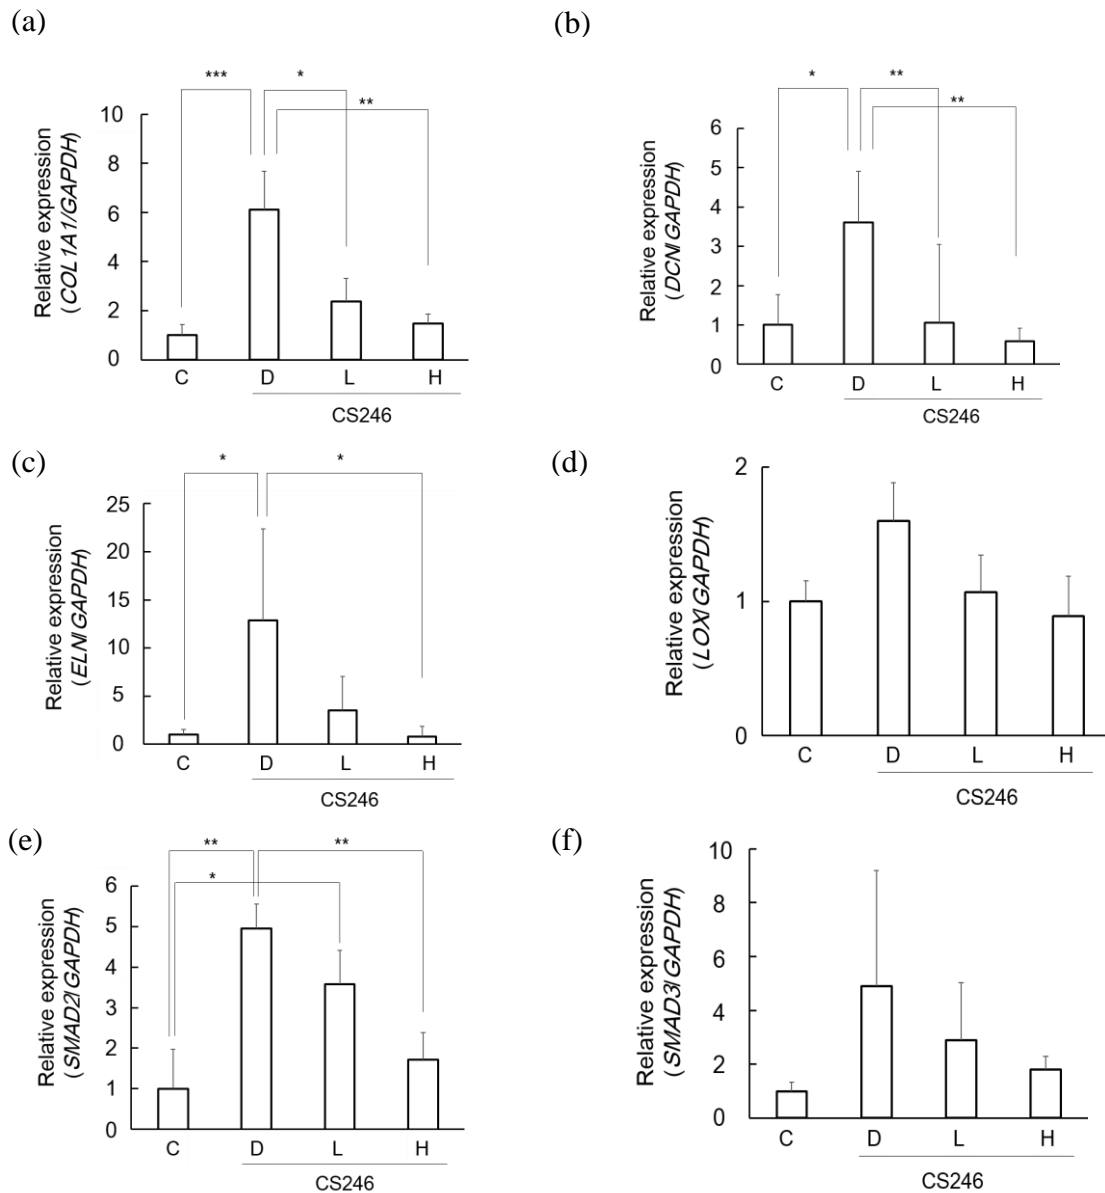 (a)
***
*
**
Relative expression
(COL1A1/GAPDH)
10
8
6
4
2
0
C D L H
CS246
(b)
*
**
**
Relative expression
(DCN/GAPDH)
6
5
4
3
2
1
0
C D L H
CS246
(c)
*
*
Relative expression
(ELN/GAPDH)
25
20
15
10
5
0
C D L H
CS246
(d)
Relative expression
(LOX/GAPDH)
2
1
0
C D L H
CS246
(e)
**
**
*
Relative expression
(SMAD2/GAPDH)
6
5
4
3
2
1
0
C D L H
CS246
(f)
Relative expression
(SMAD3/GAPDH)
10
8
6
4
2
0
C D L H
CS246